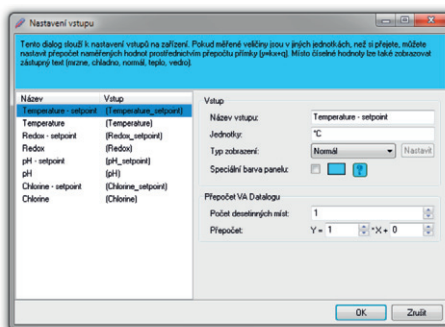 Nastavení vstupu
Tento dialog slouží k nastavení vstupů na zařízení. Pokud měřené veličiny jsou v jiných jednotkách, než si přejete, můžete
nastavit přepočet naměřených hodnot prostřednictvím přepočtu přímky (y=kx+q). Místo číselné hodnoty lze také zobrazovat
zástupný text (mrzne, chladno, normál, teplo, vedro).
Název Vstup
Temperature - setpoint (Temperature_setpoint)
Temperature (Temperature)
Redox - setpoint (Redox_setpoint)
Redox (Redox)
pH - setpoint (pH_setpoint)
pH (pH)
Chlorine - setpoint (Chlorine_setpoint)
Chlorine (Chlorine)
Vstup
Název vstupu: Temperature - setpoint
Jednotky: °C
Typ zobrazení: Normál Nastavit
Speciální barva panelu: ?
Přepočet VA Datalogu
Počet desetinných míst: 1
Přepočet: Y = 1 *X + 0
OK Zrušit